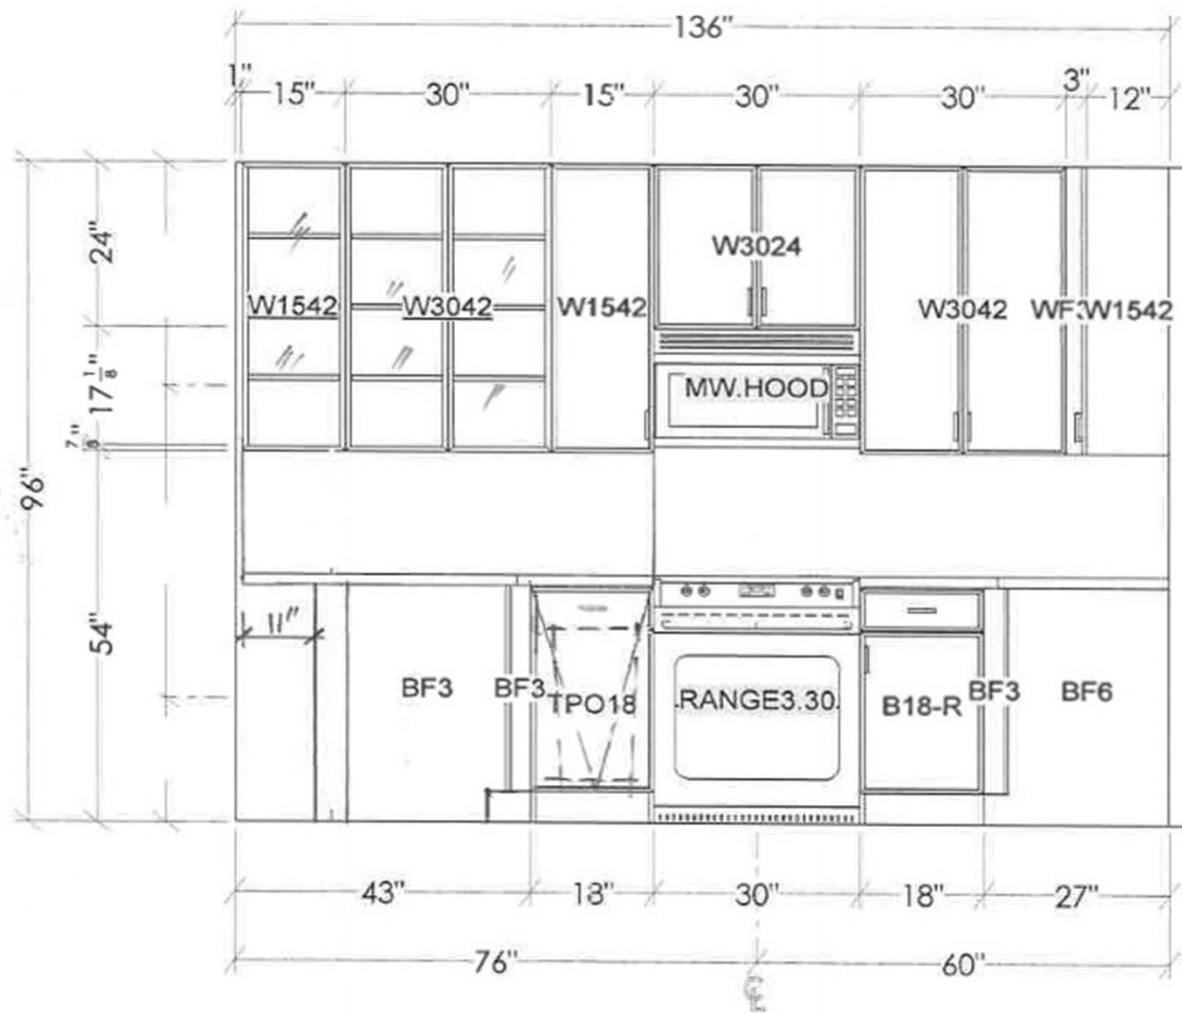 136"
1" 15" 30" 15" 30" 30" 3" 12"
24"
W3024
W1542 W3042 W1542 W3042 WF3 W1542
17 1/8"
MW.HOOD
7/8"
96"
54"
11"
BF3 BF3 TPO18 RANGE3.30. B18-R BF3 BF6
43" 18" 30" 18" 27"
76" 60"
CL